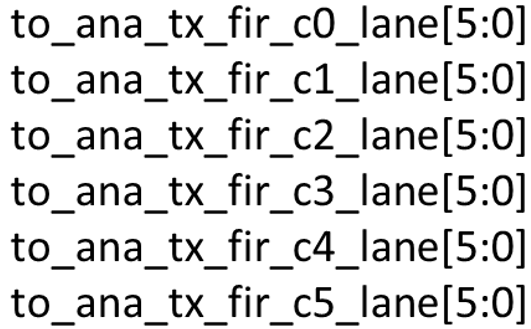 to_ana_tx_fir_c0_lane[5:0]
to_ana_tx_fir_c1_lane[5:0]
to_ana_tx_fir_c2_lane[5:0]
to_ana_tx_fir_c3_lane[5:0]
to_ana_tx_fir_c4_lane[5:0]
to_ana_tx_fir_c5_lane[5:0]